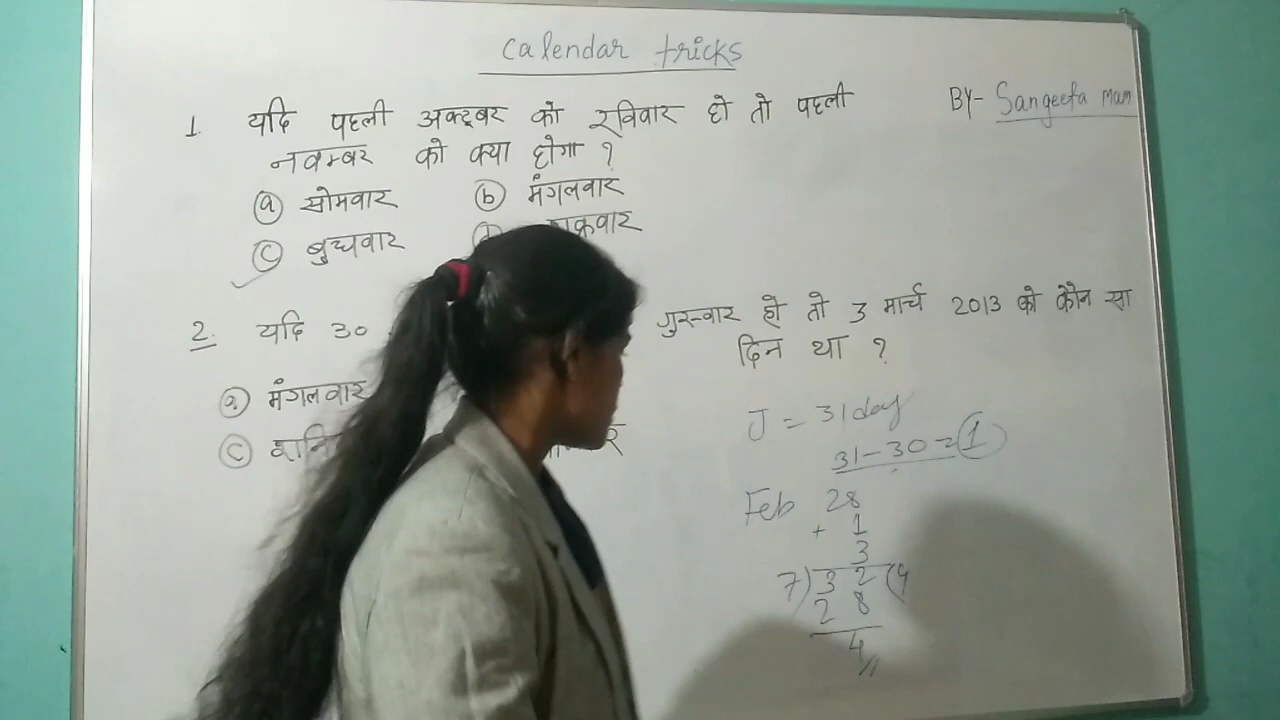 Calendar tricks
BY- Sangeeta mam
1. यदि पहली अक्टूबर को रविवार हो तो पहली
नवम्बर को क्या होगा ?
(a) सोमवार (b) मंगलवार
(c) बुधवार
2. यदि 30 गुरुवार हो तो 3 मार्च 2013 को कौन सा
दिन था ?
(a) मंगलवार
(c)
J = 31 day
31 - 30 = 1
Feb 28
+ 1
3
7) 32 (4
28
4